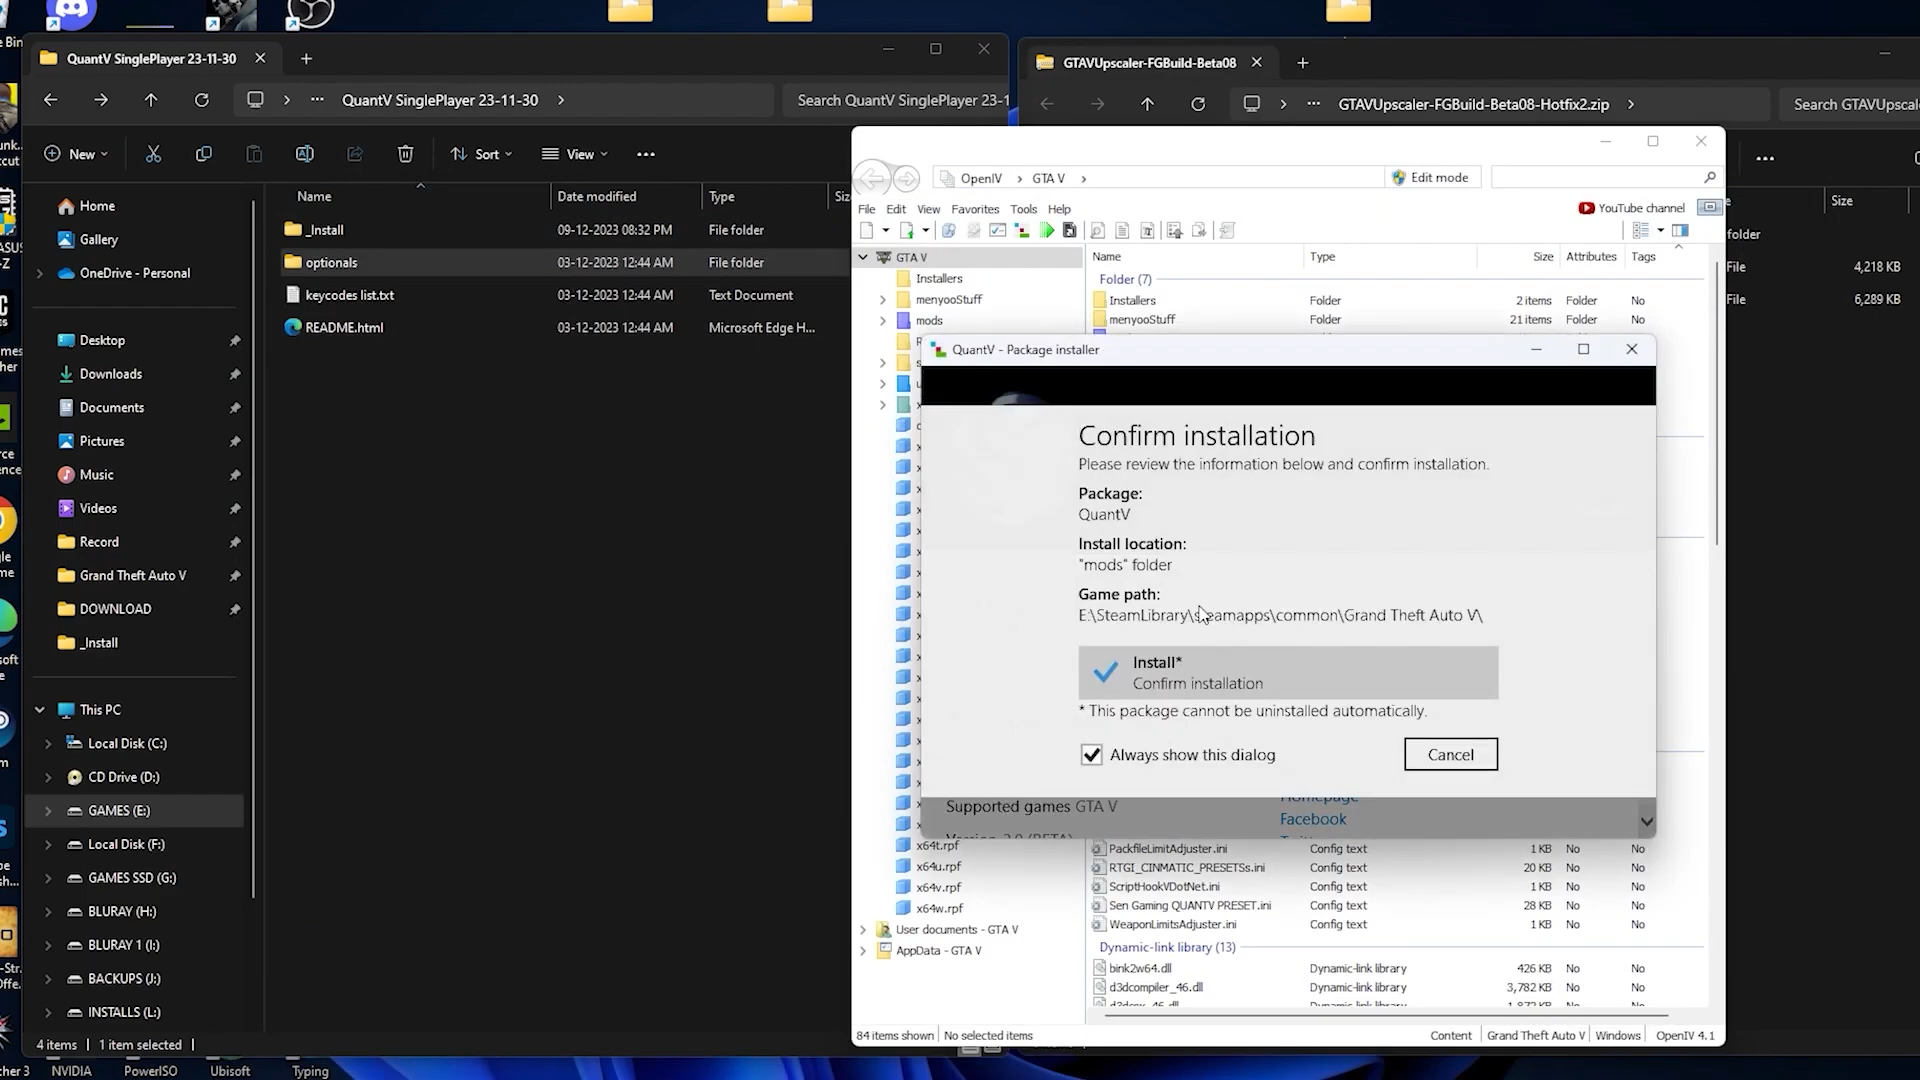 QuantV SinglePlayer 23-11-30
QuantV SinglePlayer 23-11-30
Search QuantV SinglePlayer 23-1
New
Sort
View
Name
Date modified
Type
Siz
_Install
09-12-2023 08:32 PM
File folder
optionals
03-12-2023 12:44 AM
File folder
keycodes list.txt
03-12-2023 12:44 AM
Text Document
README.html
03-12-2023 12:44 AM
Microsoft Edge H...
Home
Gallery
OneDrive - Personal
Desktop
Downloads
Documents
Pictures
Music
Videos
Record
Grand Theft Auto V
DOWNLOAD
_Install
This PC
Local Disk (C:)
CD Drive (D:)
GAMES (E:)
Local Disk (F:)
GAMES SSD (G:)
BLURAY (H:)
BLURAY 1 (I:)
BACKUPS (J:)
INSTALLS (L:)
4 items
1 item selected
GTAVUpscaler-FGBuild-Beta08
GTAVUpscaler-FGBuild-Beta08-Hotfix2.zip
Search GTAVUpscale
Size
folder
File
4,218 KB
File
6,289 KB
OpenIV
GTA V
Edit mode
File Edit View Favorites Tools Help
YouTube channel
GTA V
Installers
menyooStuff
mods
Name
Type
Size
Attributes
Tags
Folder (7)
Installers
Folder
2 items
Folder
No
menyooStuff
Folder
21 items
Folder
No
QuantV - Package installer
Confirm installation
Please review the information below and confirm installation.
Package:
QuantV
Install location:
"mods" folder
Game path:
E:\SteamLibrary\steamapps\common\Grand Theft Auto V\
Install*
Confirm installation
* This package cannot be uninstalled automatically.
Always show this dialog
Cancel
Supported games GTA V
Homepage
Facebook
Version 3.0 (BETA)
x64t.rpf
x64u.rpf
x64v.rpf
x64w.rpf
User documents - GTA V
AppData - GTA V
PackfileLimitAdjuster.ini
Config text
1 KB
No
No
RTGI_CINMATIC_PRESETSs.ini
Config text
20 KB
No
No
ScriptHookVDotNet.ini
Config text
1 KB
No
No
Sen Gaming QUANTV PRESET.ini
Config text
28 KB
No
No
WeaponLimitsAdjuster.ini
Config text
1 KB
No
No
Dynamic-link library (13)
bink2w64.dll
Dynamic-link library
426 KB
No
No
d3dcompiler_46.dll
Dynamic-link library
3,782 KB
No
No
84 items shown
No selected items
Content
Grand Theft Auto V
Windows
OpenIV 4.1
cher 3
NVIDIA
PowerISO
Ubisoft
Typing